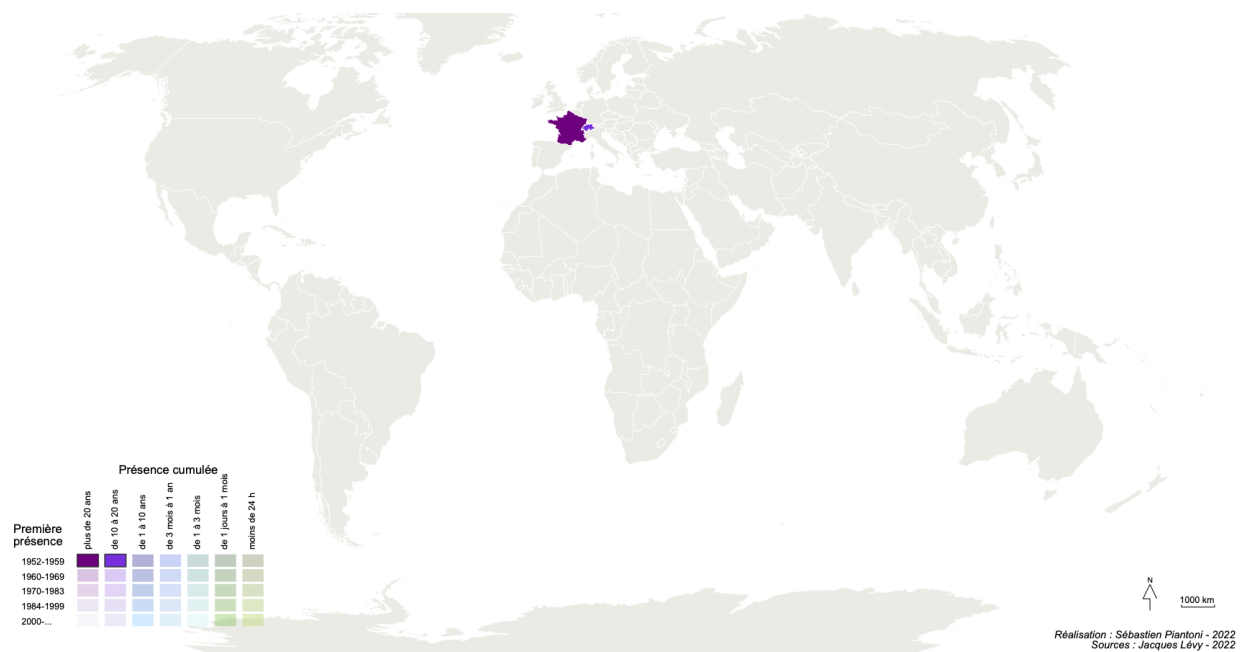 Présence cumulée
plus de 20 ans
de 10 à 20 ans
de 1 à 10 ans
de 3 mois à 1 an
de 1 à 3 mois
de 1 jours à 1 mois
moins de 24 h
Première
présence
1952-1959
1960-1969
1970-1983
1984-1999
2000-...
N
1000 km
Réalisation : Sébastien Piantoni - 2022
Sources : Jacques Lévy - 2022